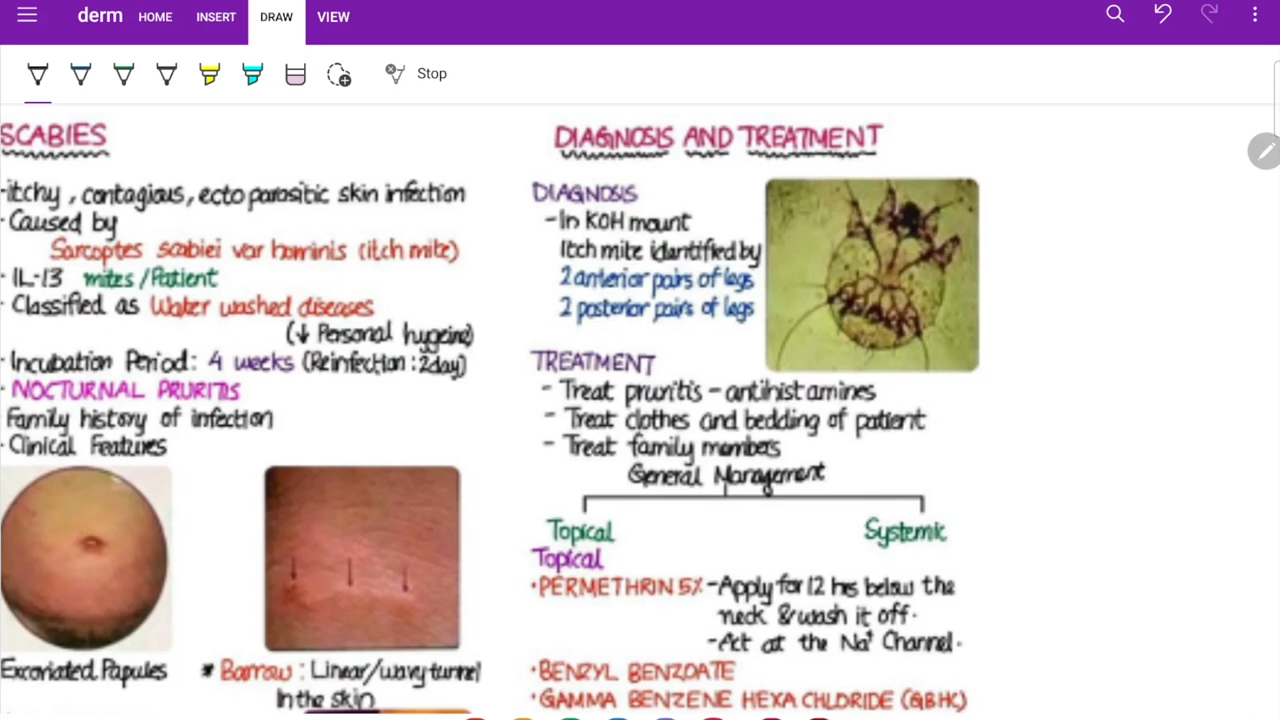 derm HOME INSERT DRAW VIEW
Stop
SCABIES
-itchy, contagious, ecto parasitic skin infection
· Caused by
Sarcoptes scabiei var hominis (itch mite)
· IL-13 mites/Patient
· Classified as Water washed diseases
(↓ Personal hygeine)
· Incubation Period: 4 weeks (Reinfection: 2day)
· NOCTURNAL PRURITIS
Family history of infection
· Clinical Features
Excoriated Papules
* Barrow: Linear/wavy tunnel
In the skin
DIAGNOSIS AND TREATMENT
DIAGNOSIS
- In KOH mount
Itch mite identified by
2 anterior pairs of legs
2 posterior pairs of legs
TREATMENT
- Treat pruritis - antihistamines
- Treat clothes and bedding of patient
- Treat family members
General Management
Topical Systemic
Topical
· PERMETHRIN 5% - Apply for 12 hrs below the
neck & wash it off.
- Act at the Na+ Channel.
· BENZYL BENZOATE
· GAMMA BENZENE HEXA CHLORIDE (GBHC)